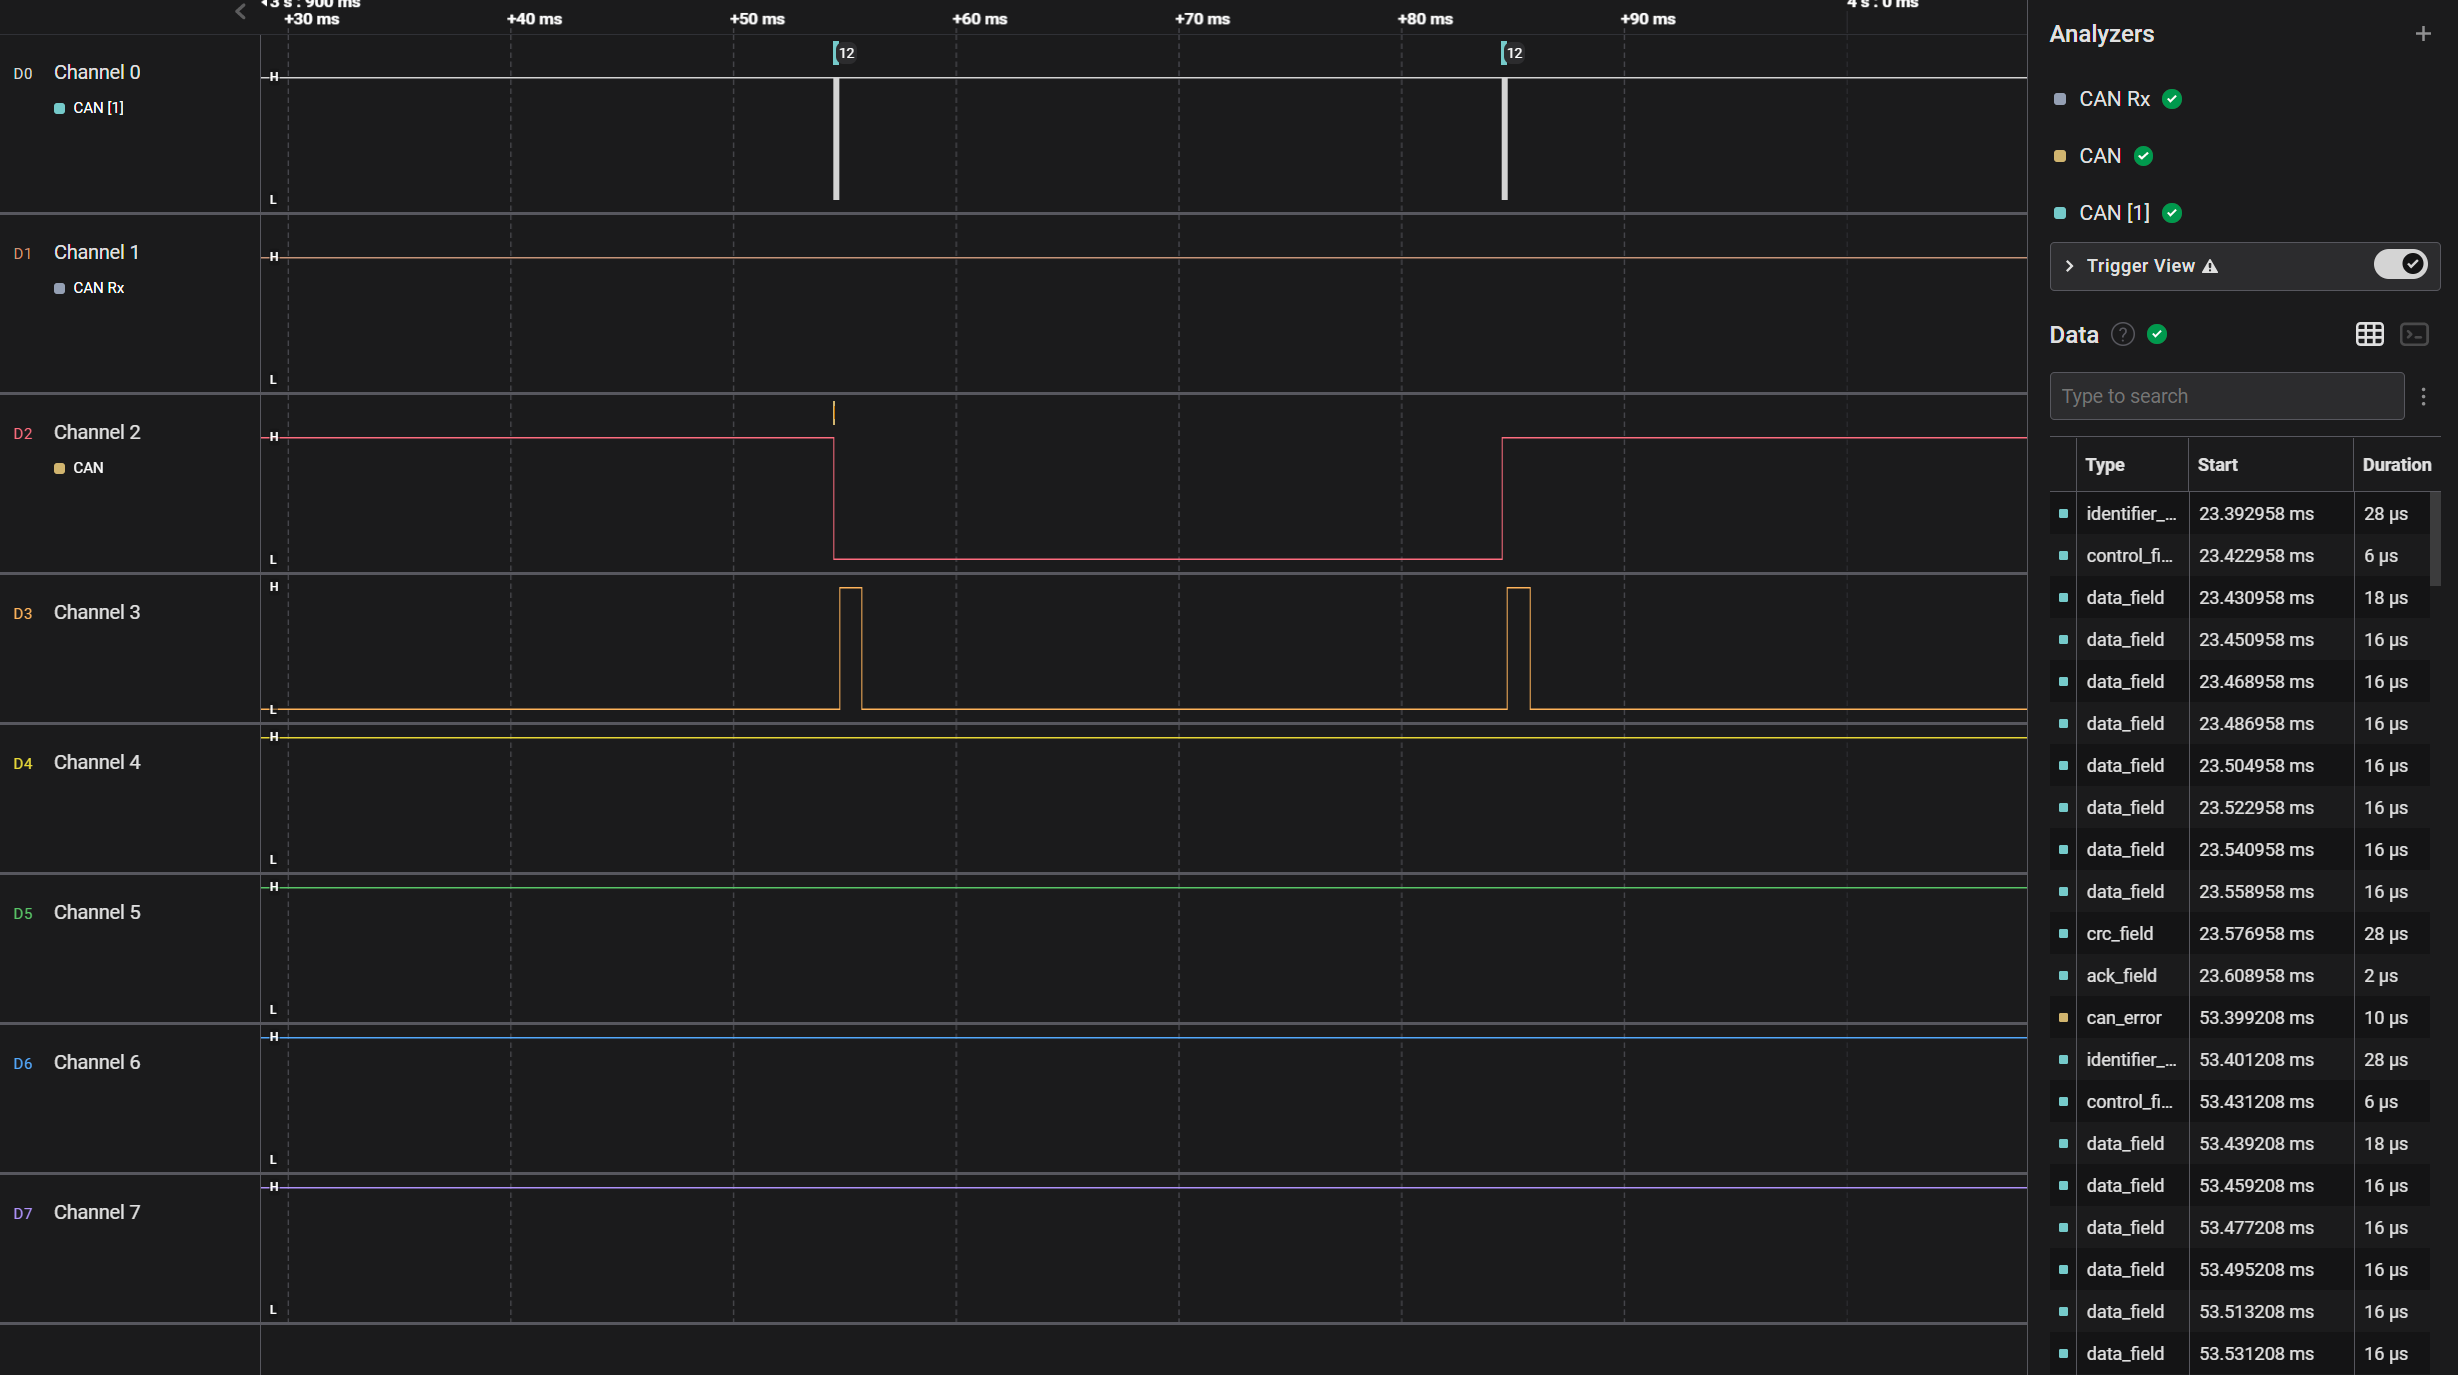 3 s : 900 ms
4 s : 0 ms
+30 ms +40 ms +50 ms +60 ms +70 ms +80 ms +90 ms
12 12
D0 Channel 0
CAN [1]
H
L
D1 Channel 1
CAN Rx
H
L
D2 Channel 2
CAN
H
L
D3 Channel 3
H
L
D4 Channel 4
H
L
D5 Channel 5
H
L
D6 Channel 6
H
L
D7 Channel 7
H
L
Analyzers +
CAN Rx
CAN
CAN [1]
Trigger View
Data ?
Type to search
Type Start Duration
identifier_... 23.392958 ms 28 μs
control_fi... 23.422958 ms 6 μs
data_field 23.430958 ms 18 μs
data_field 23.450958 ms 16 μs
data_field 23.468958 ms 16 μs
data_field 23.486958 ms 16 μs
data_field 23.504958 ms 16 μs
data_field 23.522958 ms 16 μs
data_field 23.540958 ms 16 μs
data_field 23.558958 ms 16 μs
crc_field 23.576958 ms 28 μs
ack_field 23.608958 ms 2 μs
can_error 53.399208 ms 10 μs
identifier_... 53.401208 ms 28 μs
control_fi... 53.431208 ms 6 μs
data_field 53.439208 ms 18 μs
data_field 53.459208 ms 16 μs
data_field 53.477208 ms 16 μs
data_field 53.495208 ms 16 μs
data_field 53.513208 ms 16 μs
data_field 53.531208 ms 16 μs